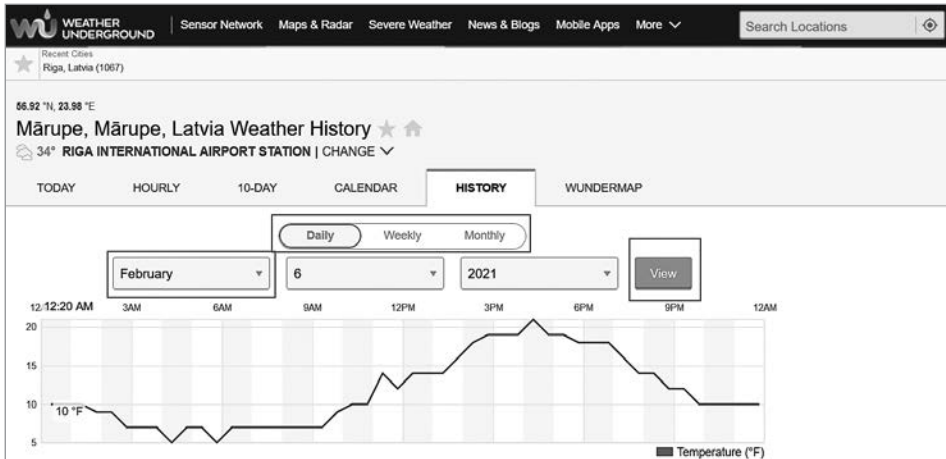 WEATHER UNDERGROUND
Sensor Network Maps & Radar Severe Weather News & Blogs Mobile Apps More Search Locations
Recent Cities
Riga, Latvia (1067)
56.92 °N, 23.98 °E
Mārupe, Mārupe, Latvia Weather History
34° RIGA INTERNATIONAL AIRPORT STATION | CHANGE
TODAY HOURLY 10-DAY CALENDAR HISTORY WUNDERMAP
Daily Weekly Monthly
February 6 2021 View
12:20 AM 3AM 6AM 9AM 12PM 3PM 6PM 9PM 12AM
20
15
10
10 °F
5
Temperature (°F)